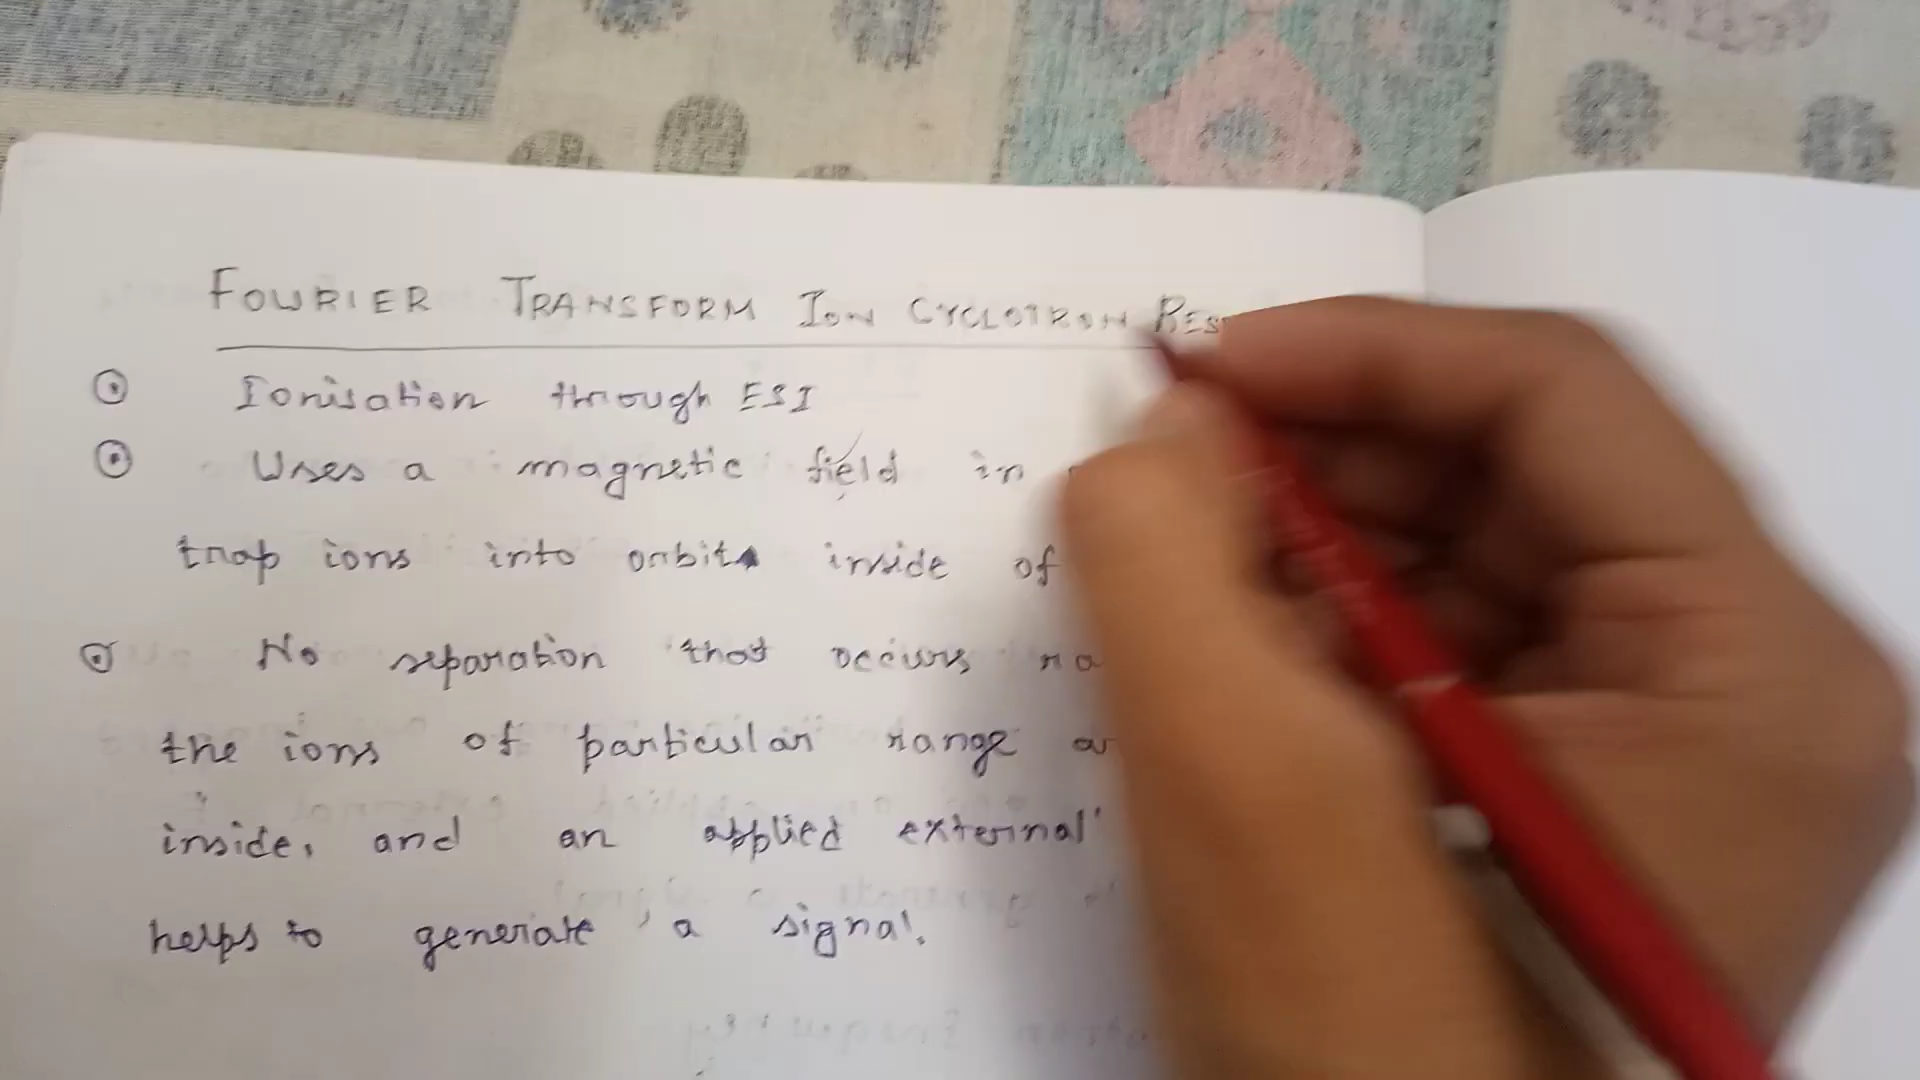 FOURIER TRANSFORM ION CYCLOTRON
Ionisation through ESI
Uses a magnetic field in
trap ions into orbit inside of
No separation that occurs
the ions of particular range
inside, and an applied external
helps to generate a signal.